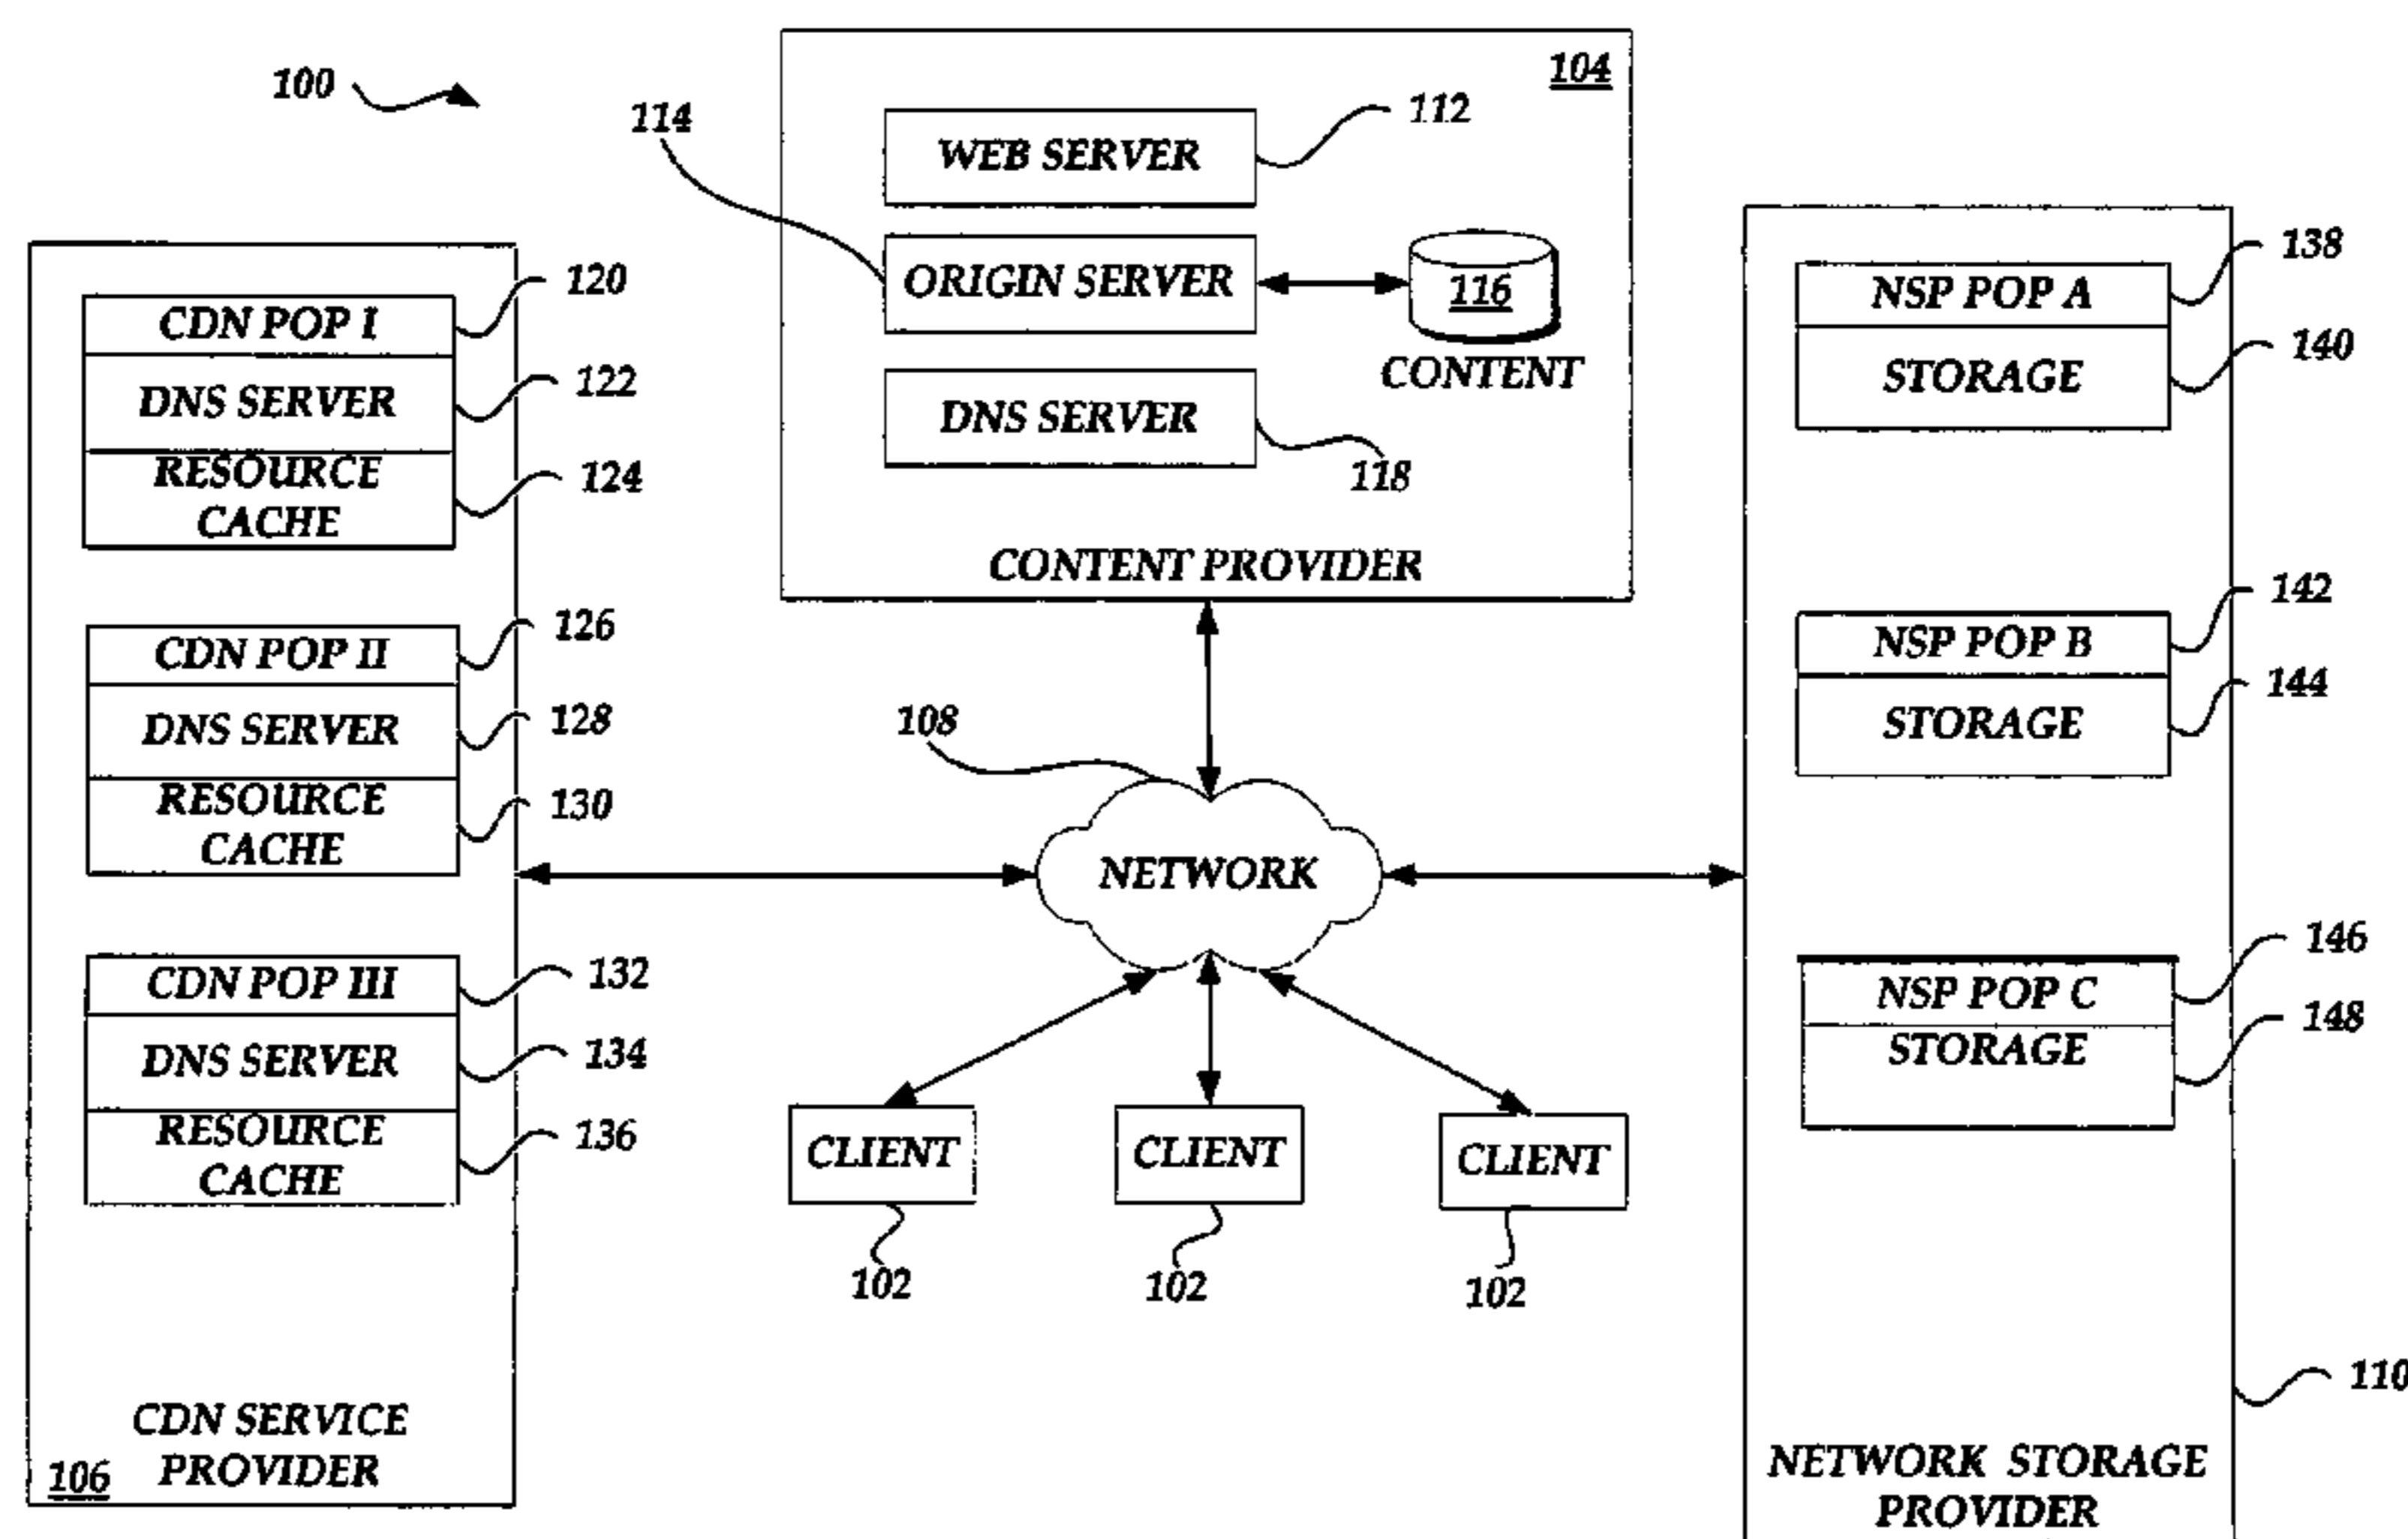 100
104
114
WEB SERVER
112
ORIGIN SERVER
116
CONTENT
DNS SERVER
118
CONTENT PROVIDER
CDN POP I
120
DNS SERVER
122
RESOURCE
CACHE
124
CDN POP II
126
DNS SERVER
128
RESOURCE
CACHE
130
CDN POP III
132
DNS SERVER
134
RESOURCE
CACHE
136
CDN SERVICE
PROVIDER
106
108
NETWORK
CLIENT
CLIENT
CLIENT
102
102
102
NSP POP A
138
STORAGE
140
NSP POP B
142
STORAGE
144
NSP POP C
146
STORAGE
148
110
NETWORK STORAGE
PROVIDER